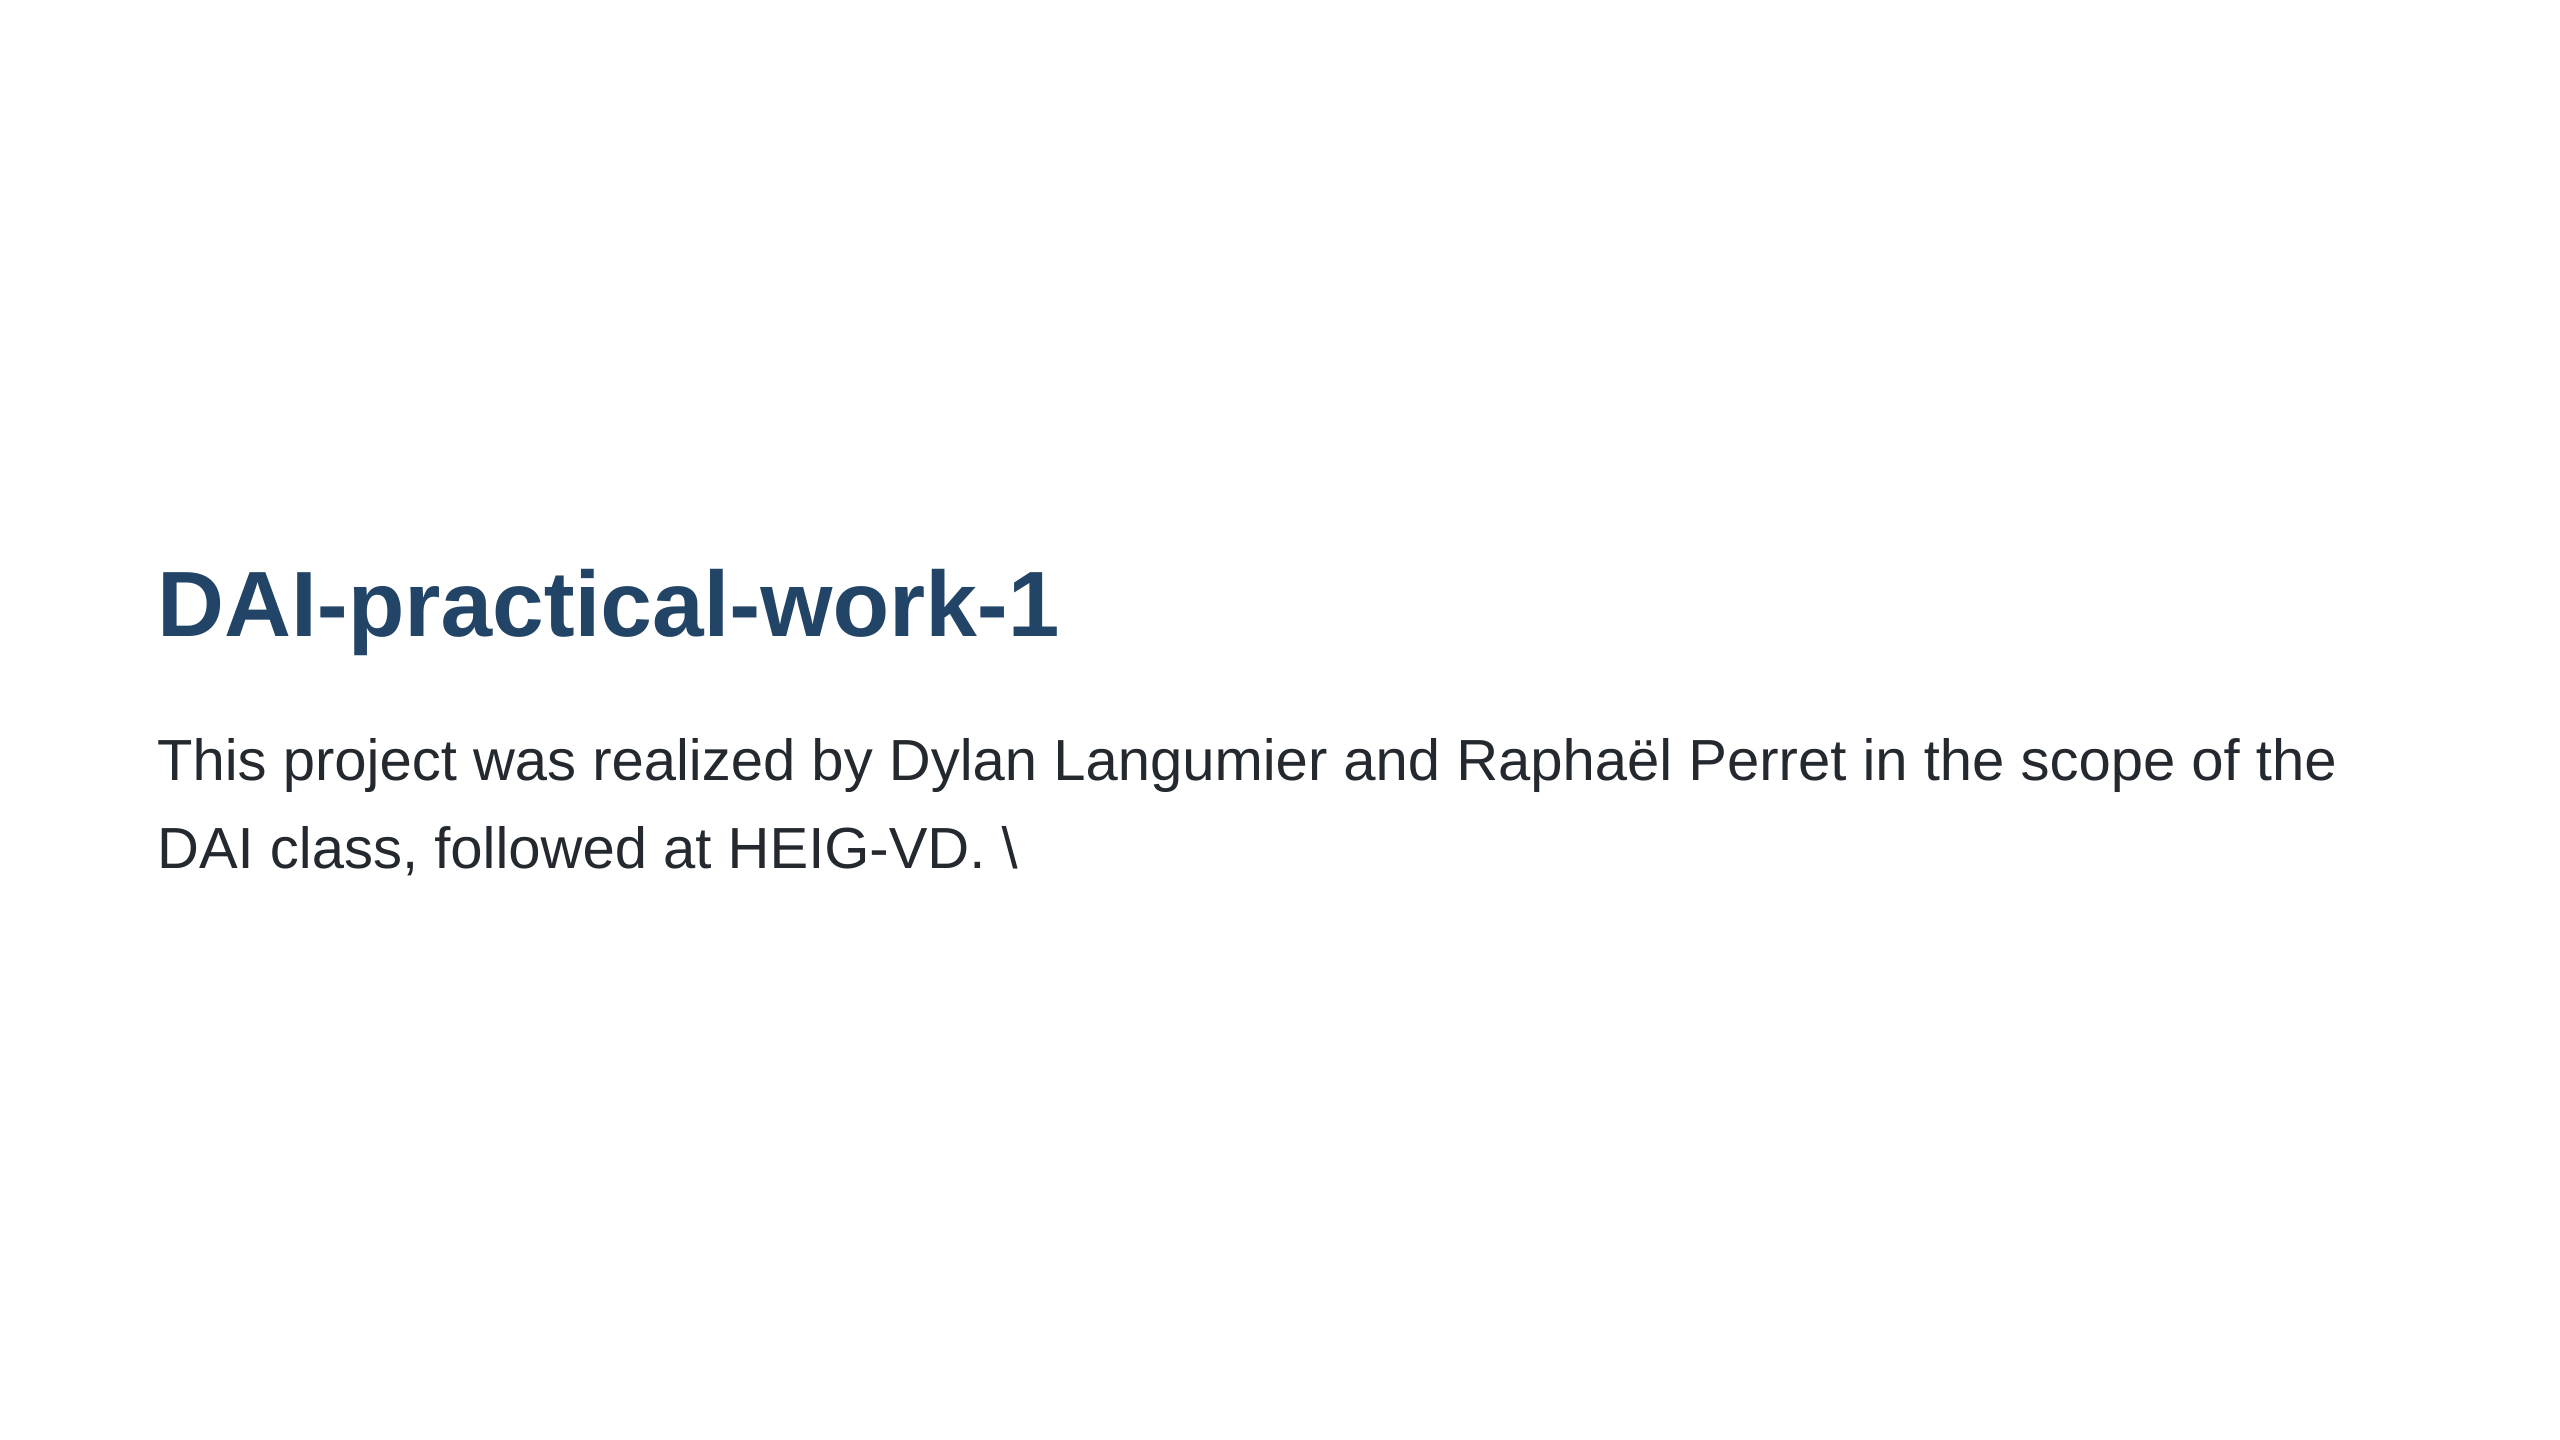 DAI-practical-work-1
This project was realized by Dylan Langumier and Raphaël Perret in the scope of the
DAI class, followed at HEIG-VD. \